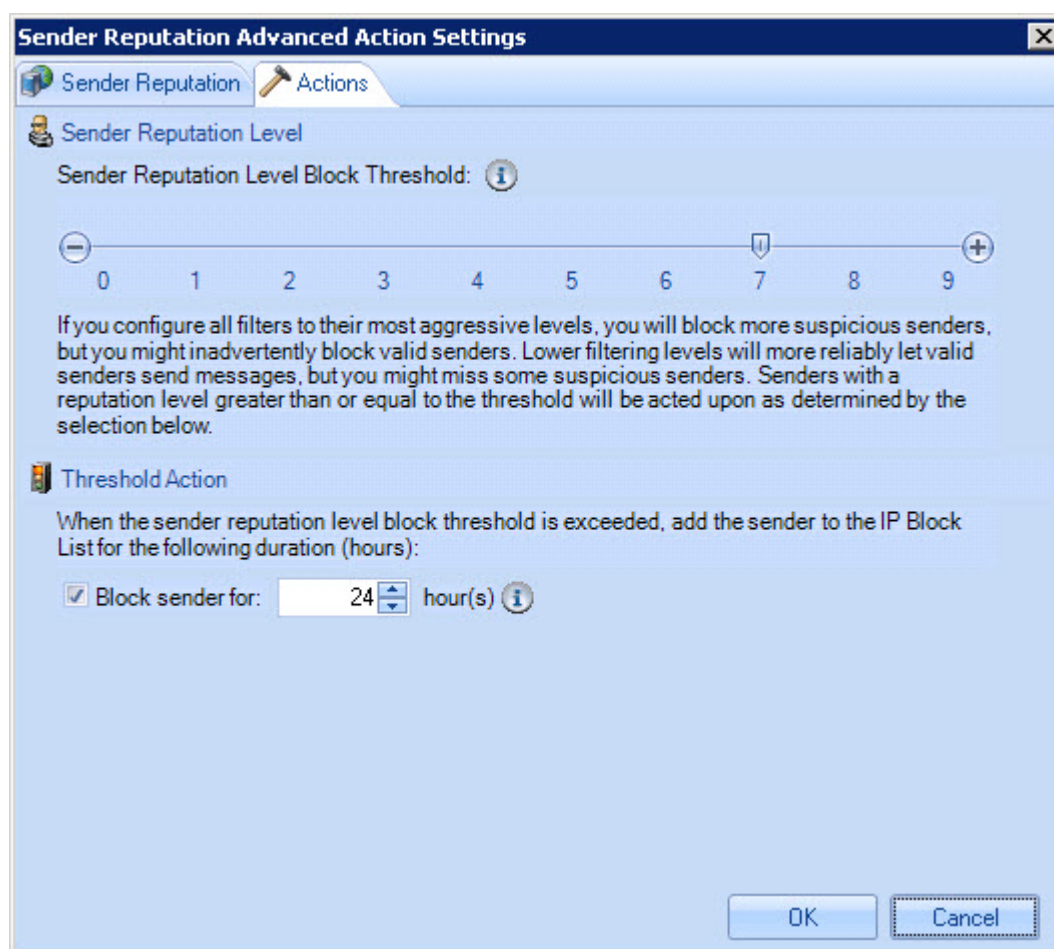 Sender Reputation Advanced Action Settings
Sender Reputation
Actions
Sender Reputation Level
Sender Reputation Level Block Threshold:
0 1 2 3 4 5 6 7 8 9
If you configure all filters to their most aggressive levels, you will block more suspicious senders,
but you might inadvertently block valid senders. Lower filtering levels will more reliably let valid
senders send messages, but you might miss some suspicious senders. Senders with a
reputation level greater than or equal to the threshold will be acted upon as determined by the
selection below.
Threshold Action
When the sender reputation level block threshold is exceeded, add the sender to the IP Block
List for the following duration (hours):
Block sender for: 24 hour(s)
OK Cancel